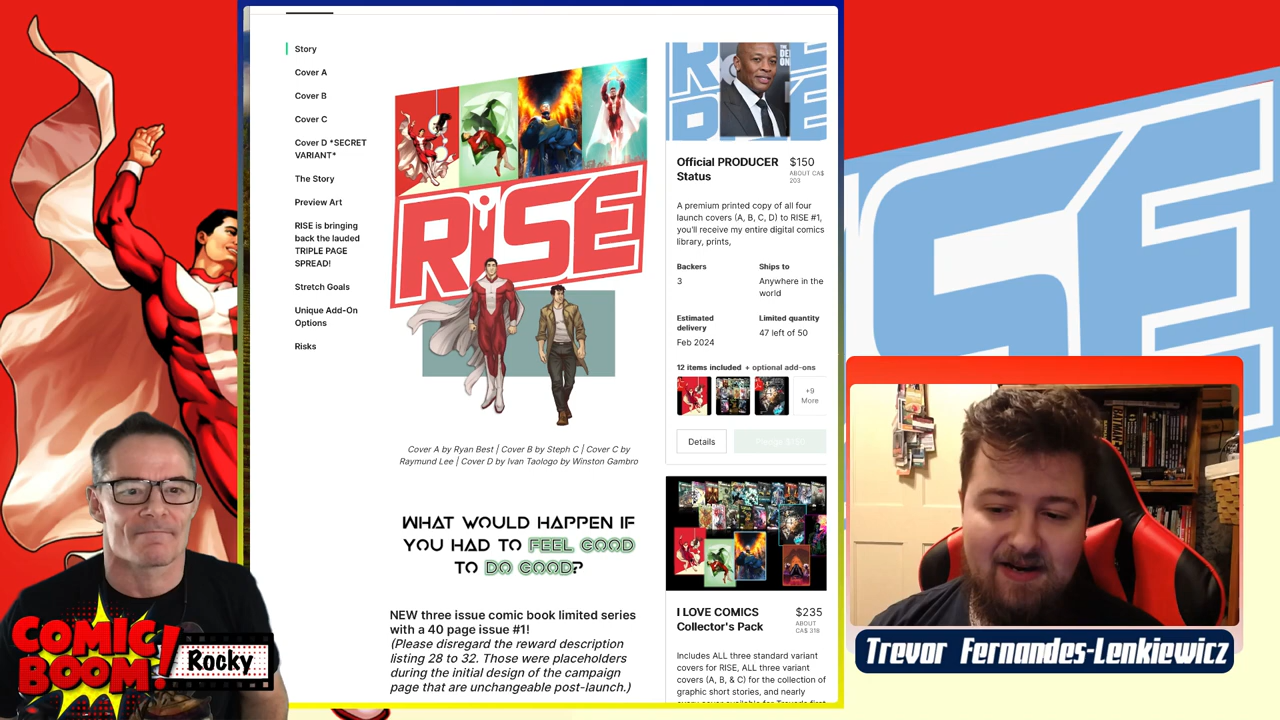 Story
Cover A
Cover B
Cover C
Cover D *SECRET
VARIANT*
The Story
Preview Art
RISE is bringing
back the lauded
TRIPLE PAGE
SPREAD!
Stretch Goals
Unique Add-On
Options
Risks
RISE
Cover A by Ryan Best | Cover B by Steph C | Cover C by
Raymund Lee | Cover D by Ivan Taologo by Winston Gambro
WHAT WOULD HAPPEN IF
YOU HAD TO FEEL GOOD
TO DO GOOD?
NEW three issue comic book limited series
with a 40 page issue #1!
(Please disregard the reward description
listing 28 to 32. Those were placeholders
during the initial design of the campaign
page that are unchangeable post-launch.)
Official PRODUCER
Status
$150
ABOUT CA$
203
A premium printed copy of all four
launch covers (A, B, C, D) to RISE #1,
you'll receive my entire digital comics
library, prints,
Backers
3
Ships to
Anywhere in the
world
Estimated
delivery
Feb 2024
Limited quantity
47 left of 50
12 items included + optional add-ons
+9
More
Details
I LOVE COMICS
Collector's Pack
$235
ABOUT
CA$ 318
Includes ALL three standard variant
covers for RISE, ALL three variant
covers (A, B, & C) for the collection of
graphic short stories, and nearly
COMIC
BOOM!
Rocky
Trevor Fernandes-Lenkiewicz